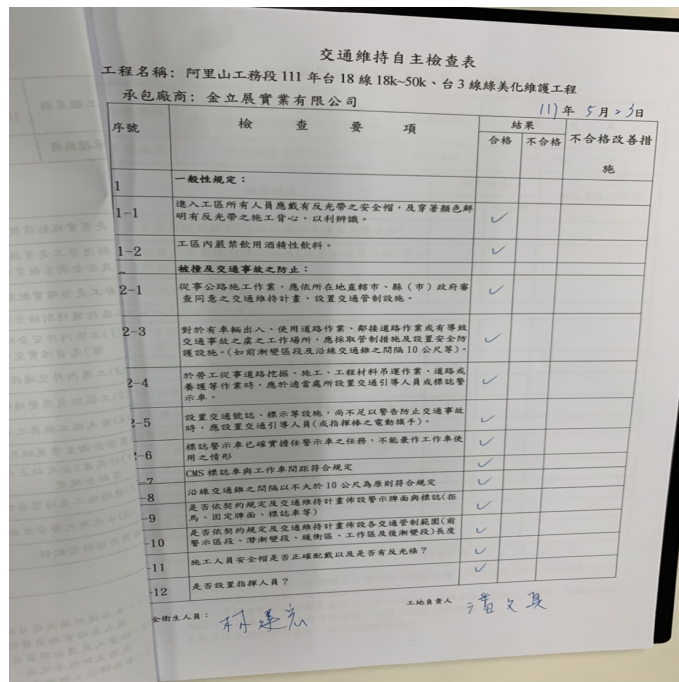 交通維持自主檢查表
工程名稱：阿里山工務段 111 年台 18 線 18k~50k、台 3 線綠美化維護工程
承包廠商：金立展實業有限公司
111年 5月23日
序號 檢查要項 結果 不合格改善措施
合格 不合格
1 一般性規定：
1-1 進入工區所有人員應戴有反光帶之安全帽，及穿著顏色鮮
明有反光帶之施工背心，以利辨識。
1-2 工區內嚴禁飲用酒精性飲料。
被撞及交通事故之防止：
2-1 從事公路施工作業，應依所在地直轄市、縣（市）政府審
查同意之交通維持計畫，設置交通管制設施。
2-3 對於有車輛出入、使用道路作業、鄰接道路作業或有導致
交通事故之虞之工作場所，應採取管制措施及設置安全防
護設施。(如前漸變區段及沿線交通錐之間隔 10 公尺等)。
2-4 於勞工從事道路挖掘、施工、工程材料吊運作業、道路或
養護等作業時，應於適當處所設置交通引導人員或標誌警
示車。
2-5 設置交通號誌、標示等設施，尚不足以警告防止交通事故
時，應設置交通引導人員(或指揮棒之電動旗手)。
2-6 標誌警示車已確實擔任警示車之任務，不能兼作工作車使
用之情形
-7 CMS 標誌車與工作車間距符合規定
-8 沿線交通錐之間隔以不大於 10 公尺為原則符合規定
-9 是否依契約規定及交通維持計畫佈設警示牌面與標誌(拒
馬、固定牌面、標誌車等)
-10 是否依契約規定及交通維持計畫佈設各交通管制範圍(前
警示區段、漸變段、緩衝區、工作區及後漸變段)長度
-11 施工人員安全帽是否正確配戴以及是否有反光條？
-12 是否設置指揮人員？
全衛生人員： 工地負責人